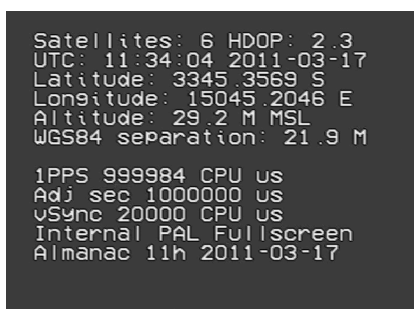 Satellites: 6 HDOP: 2.3
UTC: 11:34:04 2011-03-17
Latitude: 3345.3569 S
Longitude: 15045.2046 E
Altitude: 29.2 M MSL
WGS84 separation: 21.9 M
1PPS 999984 CPU us
Adj sec 1000000 us
vSync 20000 CPU us
Internal PAL Fullscreen
Almanac 11h 2011-03-17